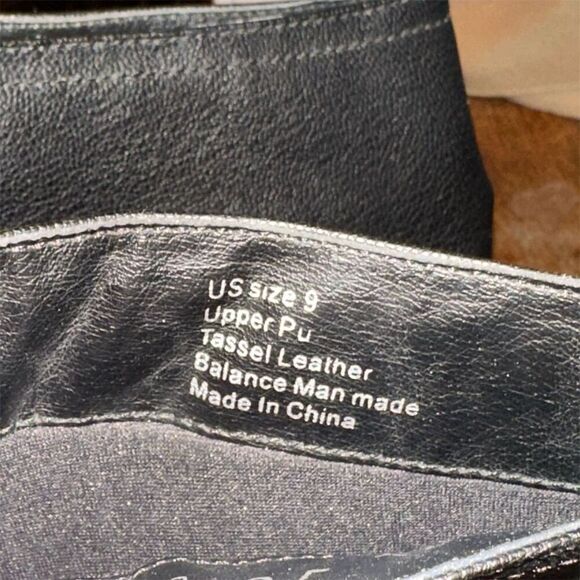 US size 9
Upper Pu
Tassel Leather
Balance Man made
Made In China